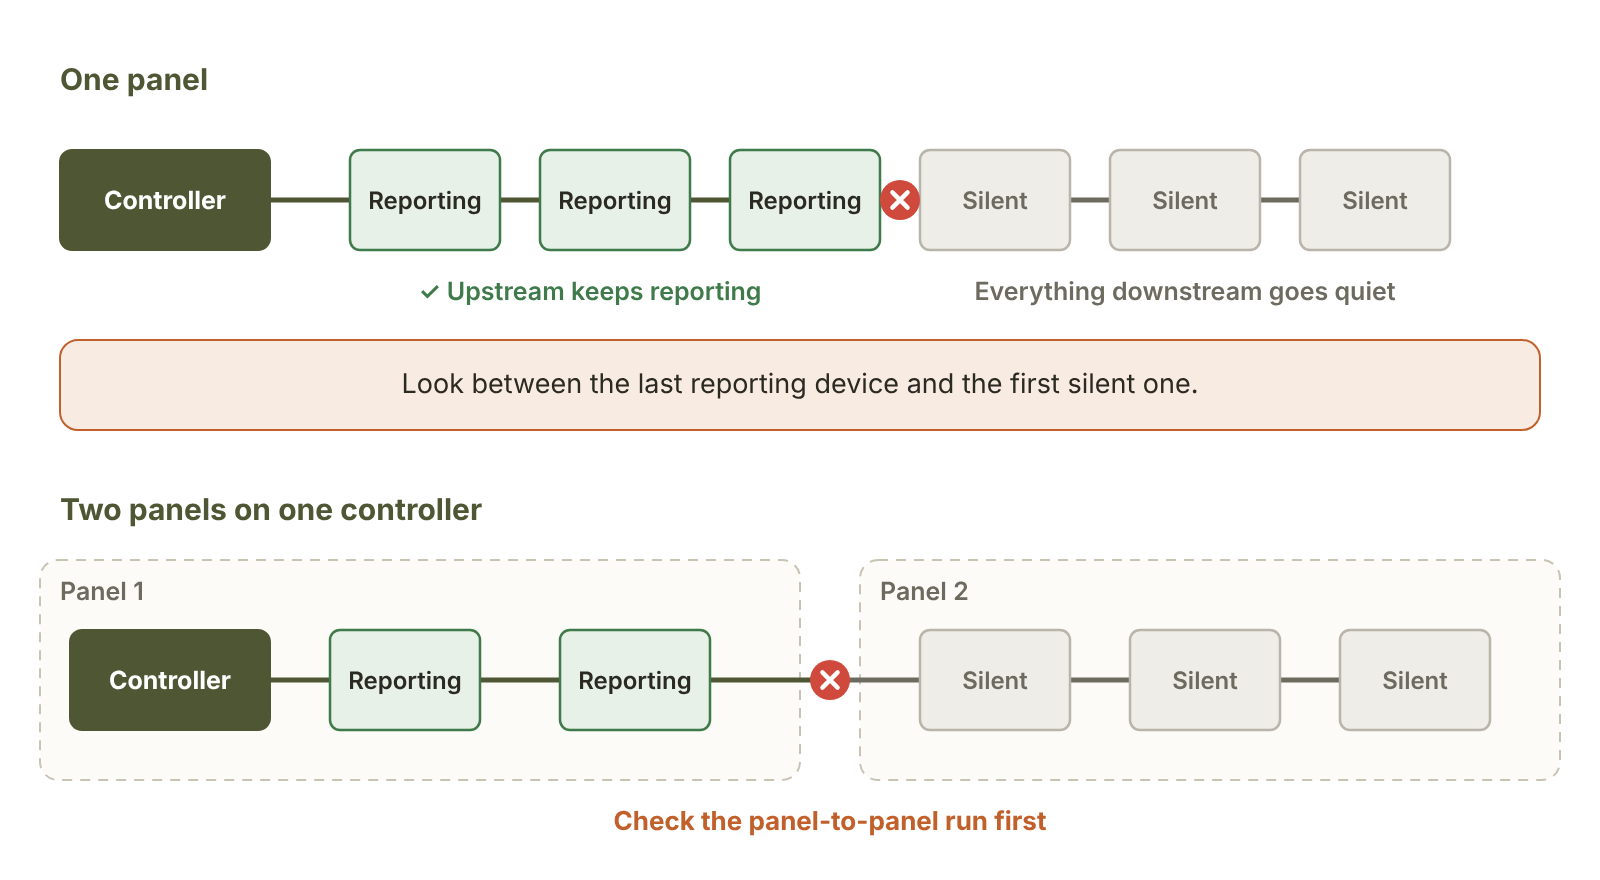 One panel
Controller
Reporting
Reporting
Reporting
Silent
Silent
Silent
✓ Upstream keeps reporting
Everything downstream goes quiet
Look between the last reporting device and the first silent one.
Two panels on one controller
Panel 1
Panel 2
Controller
Reporting
Reporting
Silent
Silent
Silent
Check the panel-to-panel run first